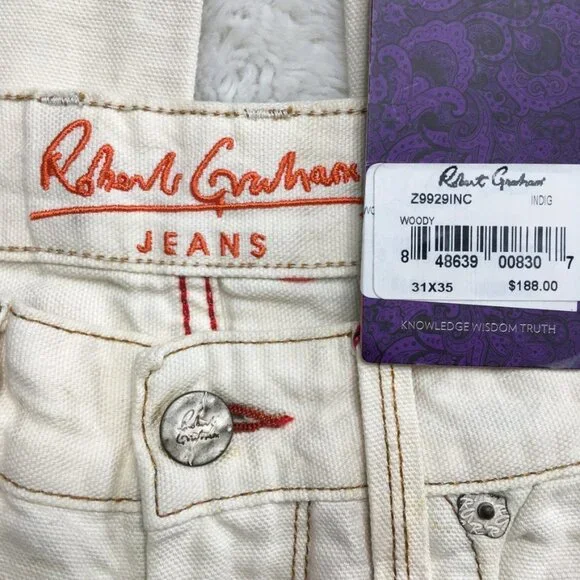 Robert Graham
JEANS
Robert Graham
Z9929INC INDIG
WOODY
8 48639 00830 7
31X35 $188.00
KNOWLEDGE WISDOM TRUTH
Robert Graham